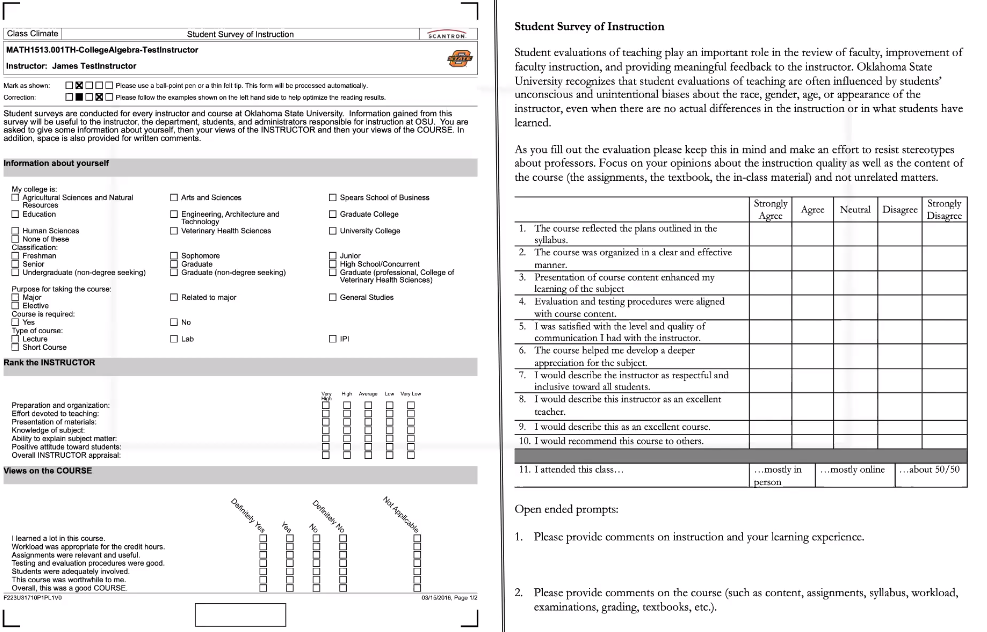 Class Climate
Student Survey of Instruction
SCANTRON
MATH1513.001TH-CollegeAlgebra-TestInstructor
Instructor: James TestInstructor
Mark as shown:
Please use a ball-point pen or a thin felt tip. This form will be processed automatically.
Correction:
Please follow the examples shown on the left hand side to help optimize the reading results.
Student surveys are conducted for every instructor and course at Oklahoma State University. Information gained from this
survey will be useful to the instructor, the department, students, and administrators responsible for instruction at OSU. You are
asked to give some information about yourself, then your views of the INSTRUCTOR and then your views of the COURSE. In
addition, space is also provided for written comments.
Information about yourself
My college is:
Agricultural Sciences and Natural
Resources
Arts and Sciences
Spears School of Business
Education
Engineering, Architecture and
Technology
Graduate College
Human Sciences
Veterinary Health Sciences
University College
None of these
Classification:
Freshman
Sophomore
Junior
Senior
Graduate
High School/Concurrent
Undergraduate (non-degree seeking)
Graduate (non-degree seeking)
Graduate (professional, College of
Veterinary Health Sciences)
Purpose for taking the course:
Major
Related to major
General Studies
Elective
Course is required:
Yes
No
Type of course:
Lecture
Lab
IPI
Short Course
Rank the INSTRUCTOR
Very
High
High
Average
Low
Very Low
Preparation and organization:
Effort devoted to teaching:
Presentation of materials:
Knowledge of subject:
Ability to explain subject matter:
Positive attitude toward students:
Overall INSTRUCTOR appraisal:
Views on the COURSE
Definitely Yes
Yes
No
Definitely No
Not Applicable
I learned a lot in this course.
Workload was appropriate for the credit hours.
Assignments were relevant and useful.
Testing and evaluation procedures were good.
Students were adequately involved.
This course was worthwhile to me.
Overall, this was a good COURSE.
F223U31710P1PL1V0
03/15/2016, Page 1/2
Student Survey of Instruction
Student evaluations of teaching play an important role in the review of faculty, improvement of
faculty instruction, and providing meaningful feedback to the instructor. Oklahoma State
University recognizes that student evaluations of teaching are often influenced by students'
unconscious and unintentional biases about the race, gender, age, or appearance of the
instructor, even when there are no actual differences in the instruction or in what students have
learned.
As you fill out the evaluation please keep this in mind and make an effort to resist stereotypes
about professors. Focus on your opinions about the instruction quality as well as the content of
the course (the assignments, the textbook, the in-class material) and not unrelated matters.
Strongly
Agree
Agree
Neutral
Disagree
Strongly
Disagree
1. The course reflected the plans outlined in the
syllabus.
2. The course was organized in a clear and effective
manner.
3. Presentation of course content enhanced my
learning of the subject
4. Evaluation and testing procedures were aligned
with course content.
5. I was satisfied with the level and quality of
communication I had with the instructor.
6. The course helped me develop a deeper
appreciation for the subject.
7. I would describe the instructor as respectful and
inclusive toward all students.
8. I would describe this instructor as an excellent
teacher.
9. I would describe this as an excellent course.
10. I would recommend this course to others.
11. I attended this class…
…mostly in
person
…mostly online
…about 50/50
Open ended prompts:
1. Please provide comments on instruction and your learning experience.
2. Please provide comments on the course (such as content, assignments, syllabus, workload,
examinations, grading, textbooks, etc.).